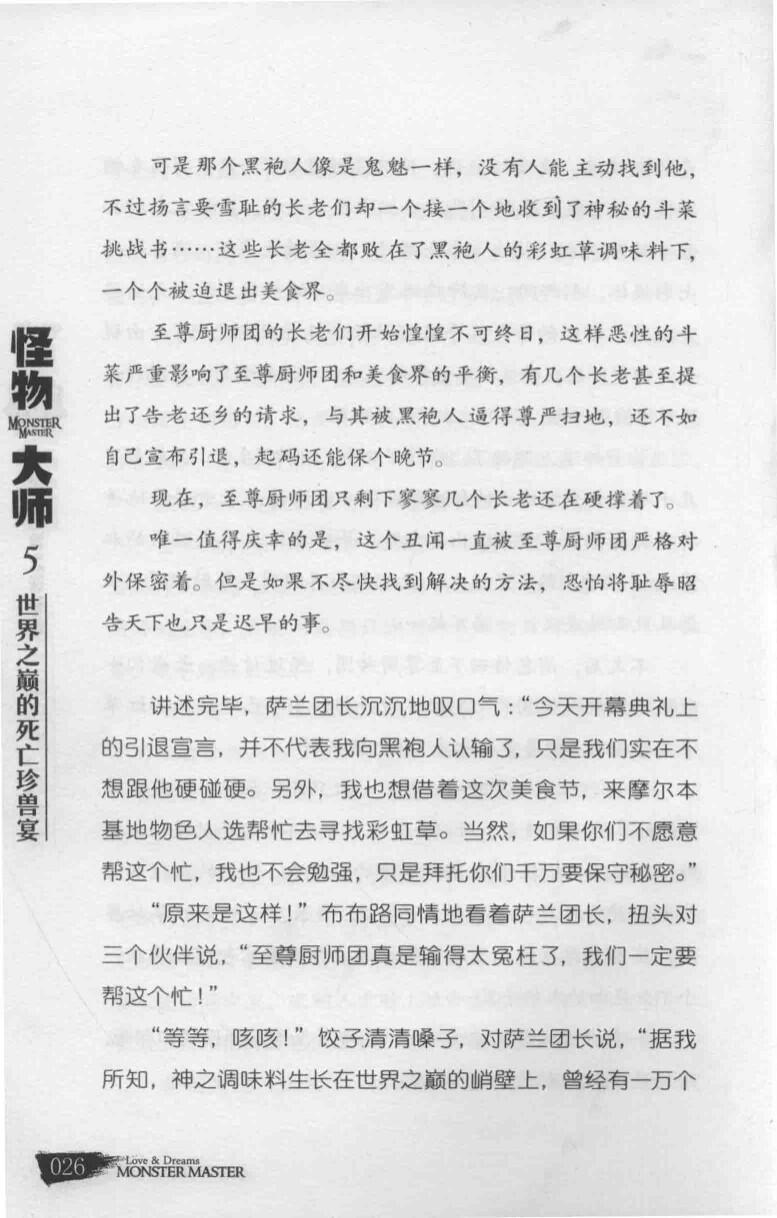 可是那个黑袍人像是鬼魅一样，没有人能主动找到他，
不过扬言要雪耻的长老们却一个接一个地收到了神秘的斗菜
挑战书……这些长老全都败在了黑袍人的彩虹草调味料下，
一个个被迫退出美食界。
至尊厨师团的长老们开始惶惶不可终日，这样恶性的斗
菜严重影响了至尊厨师团和美食界的平衡，有几个长老甚至提
出了告老还乡的请求，与其被黑袍人逼得尊严扫地，还不如
自己宣布引退，起码还能保个晚节。
现在，至尊厨师团只剩下寥寥几个长老还在硬撑着了。
唯一值得庆幸的是，这个丑闻一直被至尊厨师团严格对
外保密着。但是如果不尽快找到解决的方法，恐怕将耻辱昭
告天下也只是迟早的事。
讲述完毕，萨兰团长沉沉地叹口气：“今天开幕典礼上
的引退宣言，并不代表我向黑袍人认输了，只是我们实在不
想跟他硬碰硬。另外，我也想借着这次美食节，来摩尔本
基地物色人选帮忙去寻找彩虹草。当然，如果你们不愿意
帮这个忙，我也不会勉强，只是拜托你们千万要保守秘密。”
“原来是这样！”布布路同情地看着萨兰团长，扭头对
三个伙伴说，“至尊厨师团真是输得太冤枉了，我们一定要
帮这个忙！”
“等等，咳咳！”饺子清清嗓子，对萨兰团长说，“据我
所知，神之调味料生长在世界之巅的峭壁上，曾经有一万个
怪物
MONSTER
MASTER
大师
5
世界之巅的死亡珍兽宴
026
Love & Dreams
MONSTER MASTER